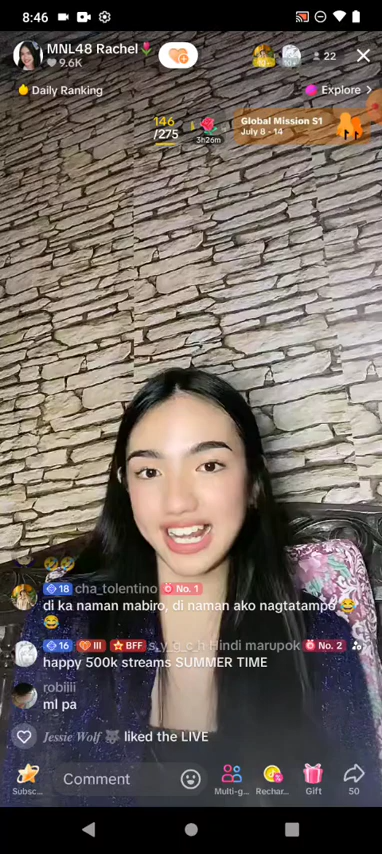 8:46
MNL48 Rachel🌷
9.6K
22
Daily Ranking
Explore >
146
/275
3h26m
Global Mission S1
July 8 - 14
18 cha_tolentino No. 1
di ka naman mabiro, di naman ako nagtatampo 😂
😂
16 III BFF s_y_o_c_h Hindi marupok No. 2
happy 500k streams SUMMER TIME
robiiii
ml pa
Jessie Wolf 🐺 liked the LIVE
Comment
Subsc... Multi-g... Rechar... Gift 50